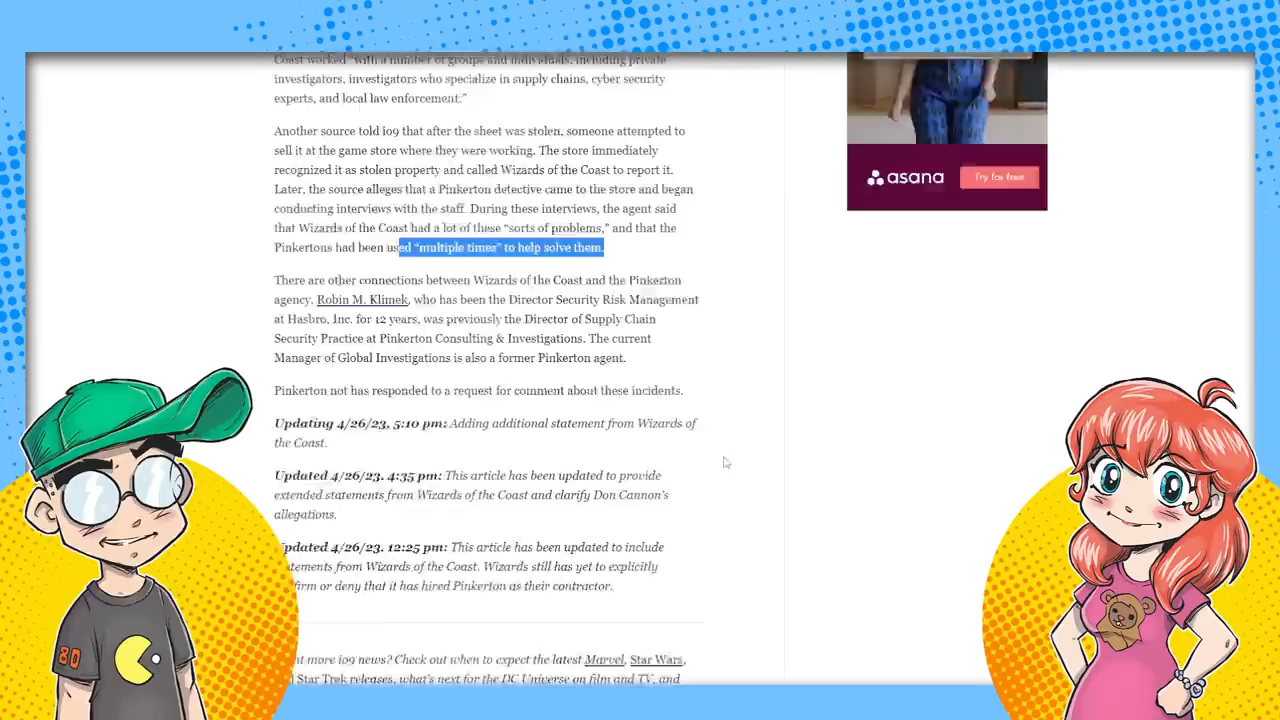 Coast worked “with a number of groups and individuals, including private
investigators, investigators who specialize in supply chains, cyber security
experts, and local law enforcement.”
Another source told io9 that after the sheet was stolen, someone attempted to
sell it at the game store where they were working. The store immediately
recognized it as stolen property and called Wizards of the Coast to report it.
Later, the source alleges that a Pinkerton detective came to the store and began
conducting interviews with the staff. During these interviews, the agent said
that Wizards of the Coast had a lot of these “sorts of problems,” and that the
Pinkertons had been used “multiple times” to help solve them.
There are other connections between Wizards of the Coast and the Pinkerton
agency. Robin M. Klimek, who has been the Director Security Risk Management
at Hasbro, Inc. for 12 years, was previously the Director of Supply Chain
Security Practice at Pinkerton Consulting & Investigations. The current
Manager of Global Investigations is also a former Pinkerton agent.
Pinkerton not has responded to a request for comment about these incidents.
Updating 4/26/23, 5:10 pm: Adding additional statement from Wizards of
the Coast.
Updated 4/26/23, 4:35 pm: This article has been updated to provide
extended statements from Wizards of the Coast and clarify Don Cannon’s
allegations.
pdated 4/26/23, 12:25 pm: This article has been updated to include
tements from Wizards of the Coast. Wizards still has yet to explicitly
firm or deny that it has hired Pinkerton as their contractor.
nt more io9 news? Check out when to expect the latest Marvel, Star Wars,
Star Trek releases, what’s next for the DC Universe on film and TV, and
asana
Try for free
80